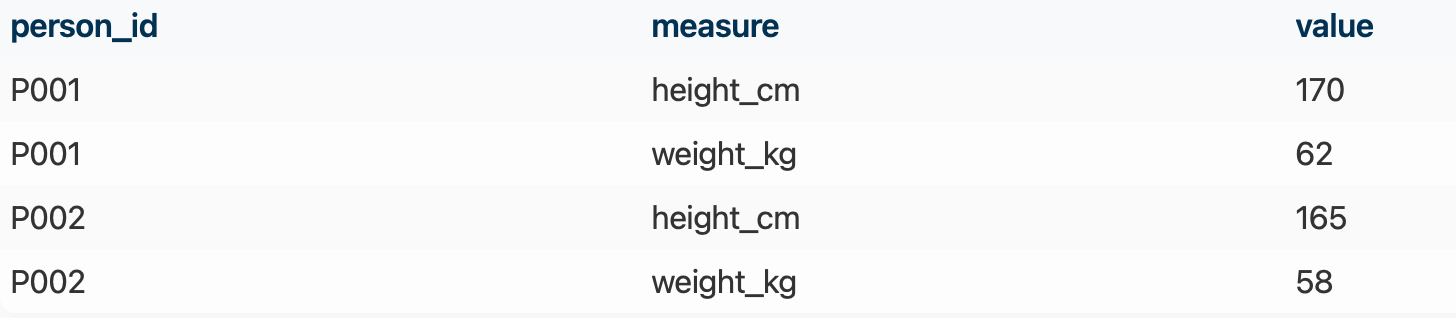 person_id measure value
P001 height_cm 170
P001 weight_kg 62
P002 height_cm 165
P002 weight_kg 58